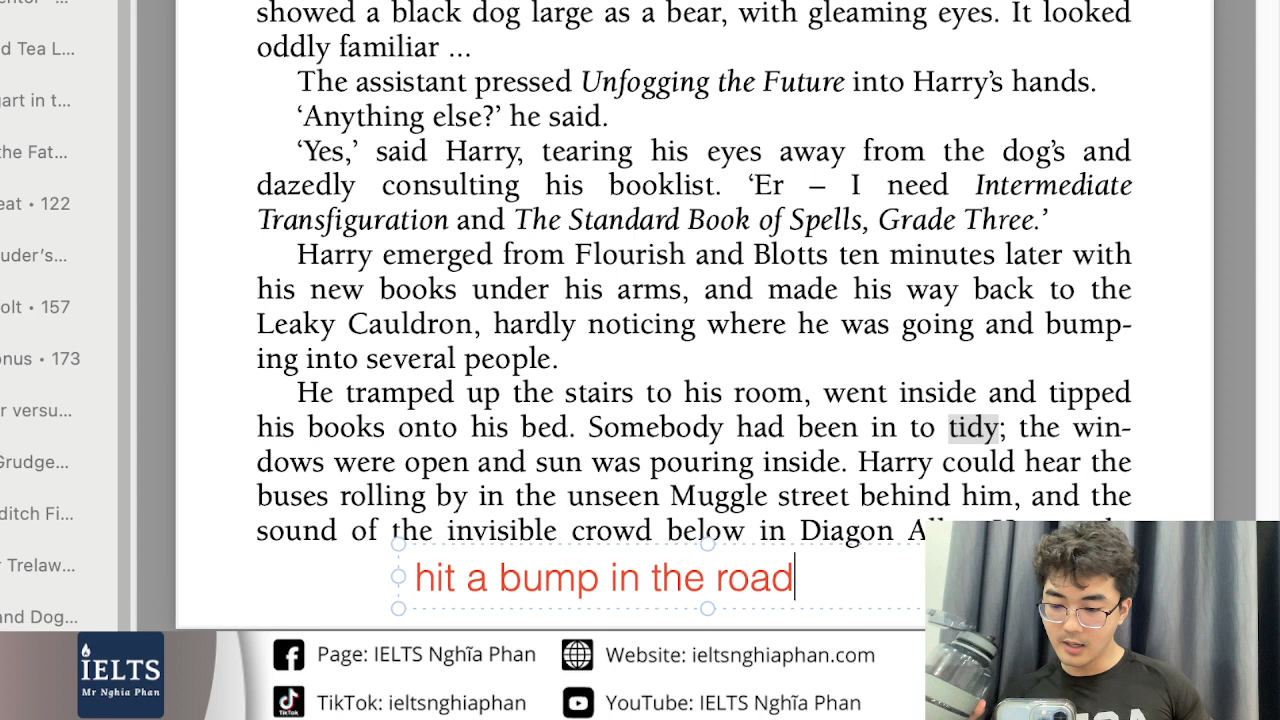 d Tea L...
art in t...
the Fat...
eat • 122
uder's...
olt • 157
onus • 173
r versu...
Grudge...
ditch Fi...
r Trelaw...
and Dog...
showed a black dog large as a bear, with gleaming eyes. It looked
oddly familiar ...
The assistant pressed Unfogging the Future into Harry's hands.
‘Anything else?’ he said.
‘Yes,’ said Harry, tearing his eyes away from the dog's and
dazedly consulting his booklist. ‘Er – I need Intermediate
Transfiguration and The Standard Book of Spells, Grade Three.’
Harry emerged from Flourish and Blotts ten minutes later with
his new books under his arms, and made his way back to the
Leaky Cauldron, hardly noticing where he was going and bump-
ing into several people.
He tramped up the stairs to his room, went inside and tipped
his books onto his bed. Somebody had been in to tidy; the win-
dows were open and sun was pouring inside. Harry could hear the
buses rolling by in the unseen Muggle street behind him, and the
sound of the invisible crowd below in Diagon
hit a bump in the road
IELTS
Mr Nghia Phan
Page: IELTS Nghĩa Phan
Website: ieltsnghiaphan.com
TikTok
TikTok: ieltsnghiaphan
YouTube: IELTS Nghĩa Phan